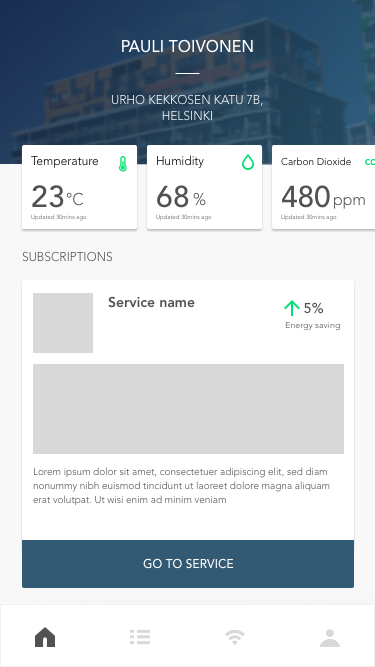 PAULI TOIVONEN
URHO KEKKOSEN KATU 7B,
HELSINKI
Temperature
23 °C
Updated 30mins ago
Humidity
68 %
Updated 30mins ago
Carbon Dioxide
480 ppm
Updated 30mins ago
SUBSCRIPTIONS
Service name
5%
Energy saving
Lorem ipsum dolor sit amet, consectetuer adipiscing elit, sed diam
nonummy nibh euismod tincidunt ut laoreet dolore magna aliquam
erat volutpat. Ut wisi enim ad minim veniam
GO TO SERVICE